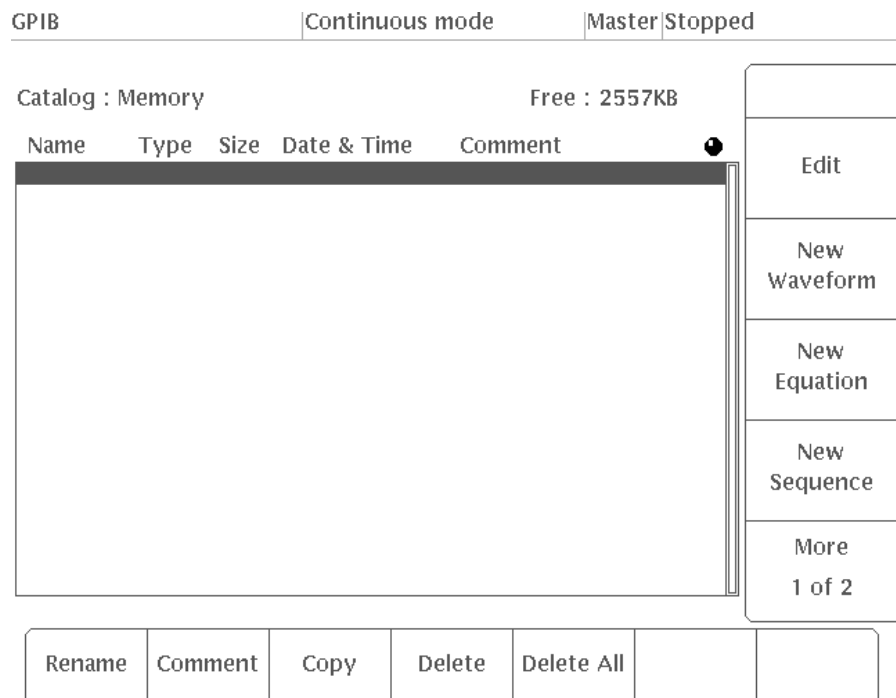 GPIB Continuous mode Master Stopped
Catalog : Memory Free : 2557KB
Name Type Size Date & Time Comment
Edit
New
Waveform
New
Equation
New
Sequence
More
1 of 2
Rename Comment Copy Delete Delete All